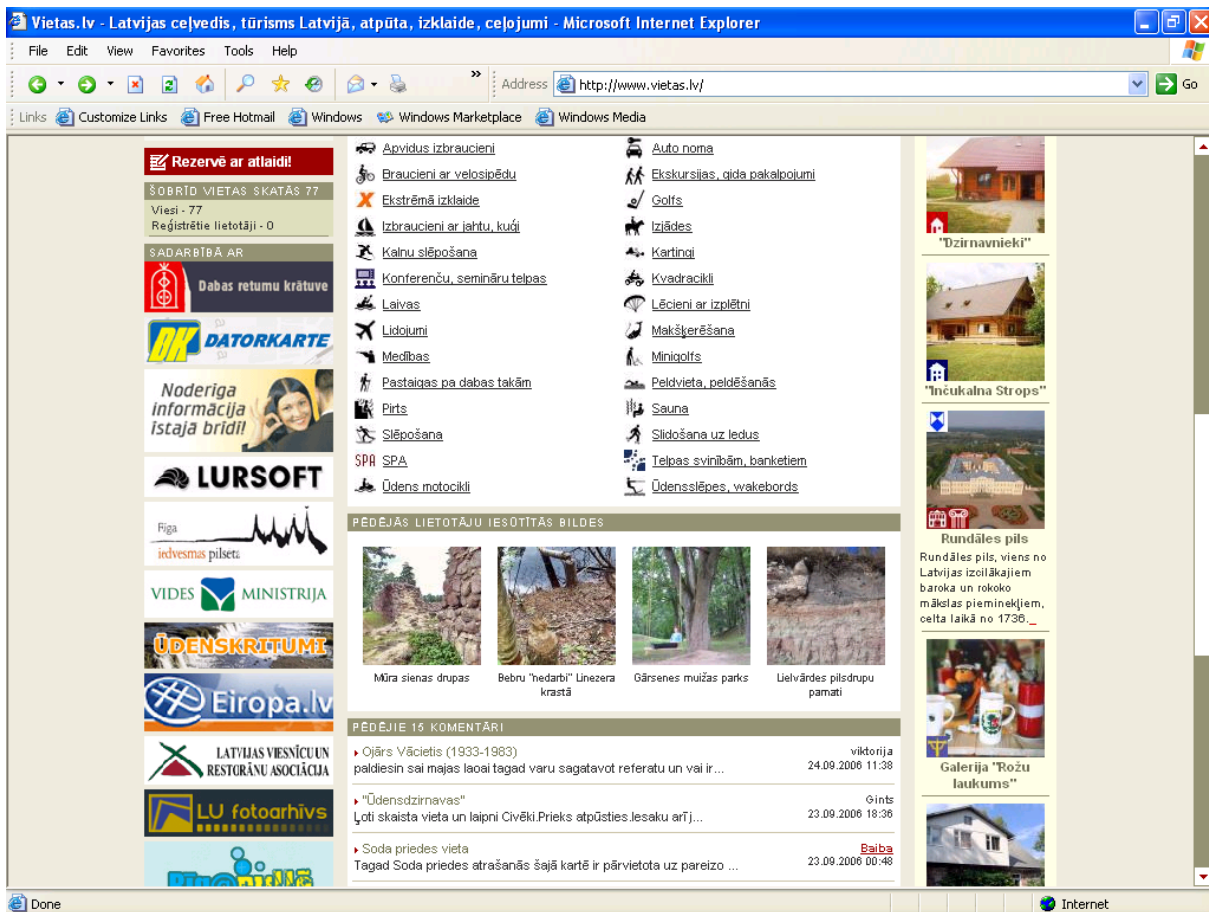 Vietas.lv - Latvijas ceļvedis, tūrisms Latvijā, atpūta, izklaide, ceļojumi - Microsoft Internet Explorer
File Edit View Favorites Tools Help
» Address http://www.vietas.lv/ Go
Links Customize Links Free Hotmail Windows Windows Marketplace Windows Media
Rezervē ar atlaidi!
ŠOBRĪD VIETAS SKATĀS 77
Viesi - 77
Reģistrētie lietotāji - 0
SADARBĪBĀ AR
Dabas retumu krātuve
DK DATORKARTE
Noderīga
informācija
īstajā brīdī!
LURSOFT
Rīga
iedvesmas pilsēta
VIDES MINISTRIJA
ŪDENSKRITUMI
Eiropa.lv
LATVIJAS VIESNĪCU UN
RESTORĀNU ASOCIĀCIJA
LU fotoarhīvs
Apvidus izbraucieni
Auto noma
Braucieni ar velosipēdu
Ekskursijas, gida pakalpojumi
Ekstrēmā izklaide
Golfs
Izbraucieni ar jahtu, kuģi
Izjādes
Kalnu slēpošana
Kartingi
Konferenču, semināru telpas
Kvadracikli
Laivas
Lēcieni ar izpletni
Lidojumi
Makšķerēšana
Medības
Minigolfs
Pastaigas pa dabas takām
Peldvieta, peldēšanās
Pirts
Sauna
Slēpošana
Slidošana uz ledus
SPA SPA
Telpas svinībām, banketiem
Ūdens motocikli
Ūdensslēpes, wakebords
PĒDĒJĀS LIETOTĀJU IESŪTĪTĀS BILDES
Mūra sienas drupas
Bebru "nedarbi" Linezera
krastā
Gārsenes muižas parks
Lielvārdes pilsdrupu
pamati
PĒDĒJIE 15 KOMENTĀRI
Ojārs Vācietis (1933-1983) viktorija
paldiesin sai majas laoai tagad varu sagatavot referatu un vai ir... 24.09.2006 11:38
"Ūdensdzirnavas" Gints
Ļoti skaista vieta un laipni Civēki.Prieks atpūsties.Iesaku arīj... 23.09.2006 18:36
Soda priedes vieta Baiba
Tagad Soda priedes atrašanās šajā kartē ir pārvietota uz pareizo ... 23.09.2006 00:48
"Dzirnavnieki"
"Inčukalna Strops"
Rundāles pils
Rundāles pils, viens no
Latvijas izcilākajiem
baroka un rokoko
mākslas pieminekļiem,
celta laikā no 1736.
Galerija "Rožu
laukums"
Done Internet